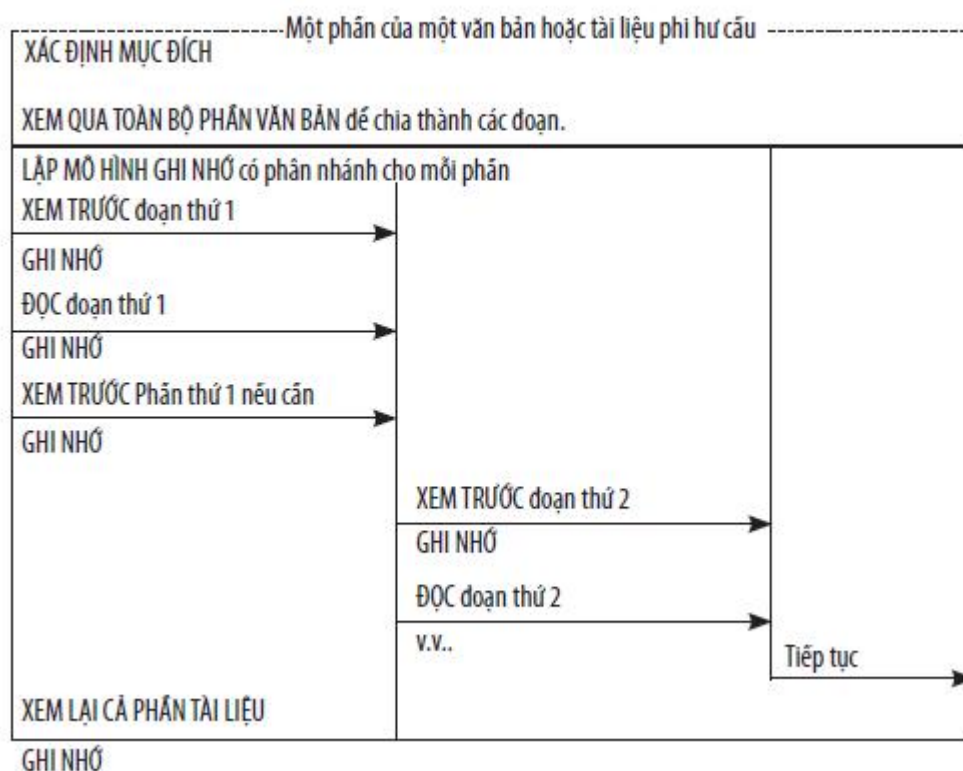 Một phần của một văn bản hoặc tài liệu phi hư cấu
XÁC ĐỊNH MỤC ĐÍCH
XEM QUA TOÀN BỘ PHẦN VĂN BẢN để chia thành các đoạn.
LẬP MÔ HÌNH GHI NHỚ có phân nhánh cho mỗi phần
XEM TRƯỚC đoạn thứ 1
GHI NHỚ
ĐỌC đoạn thứ 1
GHI NHỚ
XEM TRƯỚC Phần thứ 1 nếu cần
GHI NHỚ
XEM TRƯỚC đoạn thứ 2
GHI NHỚ
ĐỌC đoạn thứ 2
v.v..
Tiếp tục
XEM LẠI CẢ PHẦN TÀI LIỆU
GHI NHỚ